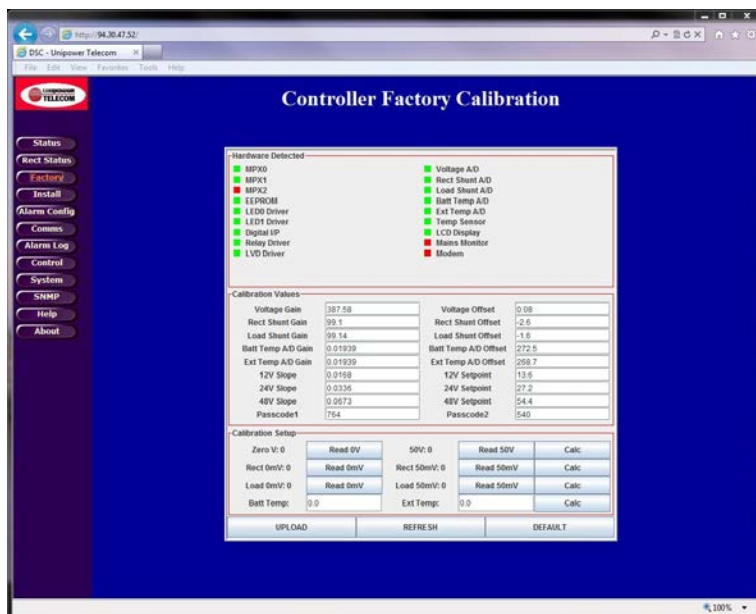 http://94.30.47.52/
DSC - Unipower Telecom
File Edit View Favorites Tools Help
TELECOM
Controller Factory Calibration
Status
Rect Status
Factory
Install
Alarm Config
Comms
Alarm Log
Control
System
SNMP
Help
About
Hardware Detected
MPX0 Voltage A/D
MPX1 Rect Shunt A/D
MPX2 Load Shunt A/D
EEPROM Batt Temp A/D
LED0 Driver Ext Temp A/D
LED1 Driver Temp Sensor
Digital I/P LCD Display
Relay Driver Mains Monitor
LVD Driver Modem
Calibration Values
Voltage Gain 387.58 Voltage Offset 0.08
Rect Shunt Gain 99.1 Rect Shunt Offset -2.6
Load Shunt Gain 99.14 Load Shunt Offset -1.6
Batt Temp A/D Gain 0.01939 Batt Temp A/D Offset 272.5
Ext Temp A/D Gain 0.01939 Ext Temp A/D Offset 268.7
12V Slope 0.0168 12V Setpoint 13.6
24V Slope 0.0336 24V Setpoint 27.2
48V Slope 0.0673 48V Setpoint 54.4
Passcode1 764 Passcode2 540
Calibration Setup
Zero V: 0 Read 0V 50V: 0 Read 50V Calc
Rect 0mV: 0 Read 0mV Rect 50mV: 0 Read 50mV Calc
Load 0mV: 0 Read 0mV Load 50mV: 0 Read 50mV Calc
Batt Temp: 0.0 Ext Temp: 0.0 Calc
UPLOAD REFRESH DEFAULT
100%